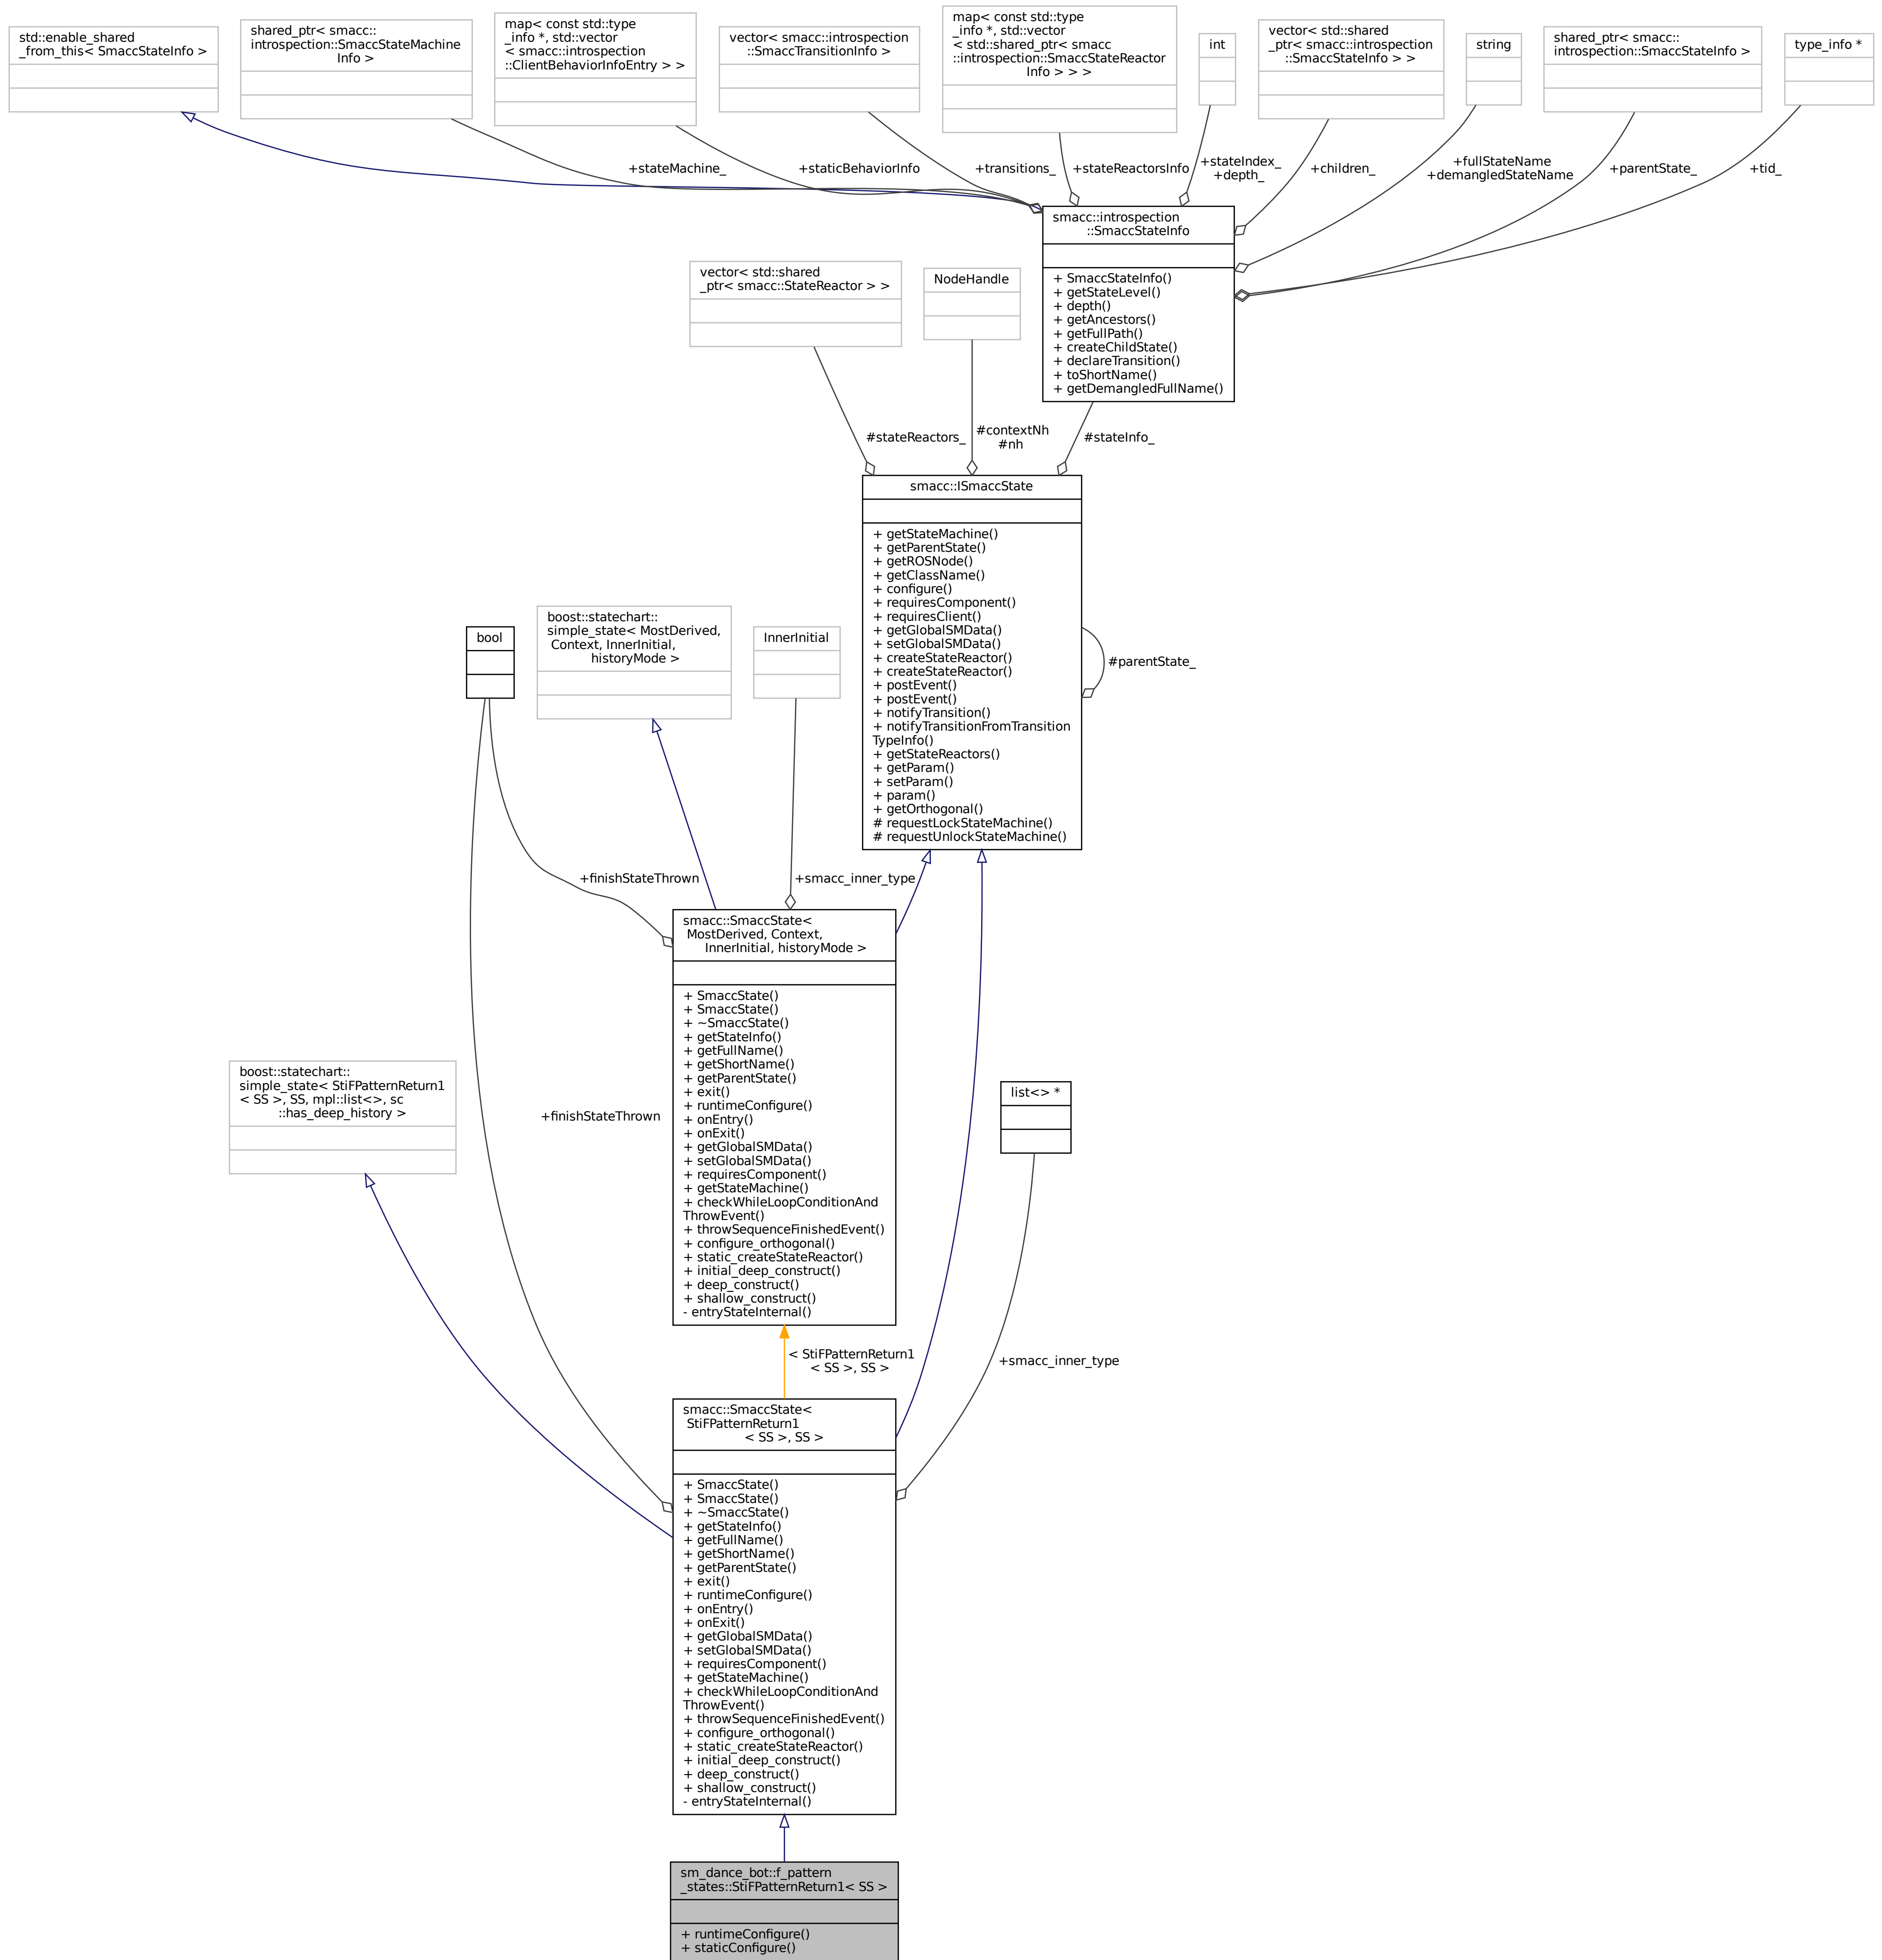 std::enable_shared
_from_this< SmaccStateInfo >
shared_ptr< smacc::
introspection::SmaccStateMachine
Info >
map< const std::type
_info *, std::vector
< smacc::introspection
::ClientBehaviorInfoEntry > >
vector< smacc::introspection
::SmaccTransitionInfo >
map< const std::type
_info *, std::vector
< std::shared_ptr< smacc
::introspection::SmaccStateReactor
Info > > >
int
vector< std::shared
_ptr< smacc::introspection
::SmaccStateInfo > >
string
shared_ptr< smacc::
introspection::SmaccStateInfo >
type_info *
+stateMachine_
+staticBehaviorInfo
+transitions_
+stateReactorsInfo
+stateIndex_
+depth_
+children_
+fullStateName
+demangledStateName
+parentState_
+tid_
smacc::introspection
::SmaccStateInfo
+ SmaccStateInfo()
+ getStateLevel()
+ depth()
+ getAncestors()
+ getFullPath()
+ createChildState()
+ declareTransition()
+ toShortName()
+ getDemangledFullName()
vector< std::shared
_ptr< smacc::StateReactor > >
NodeHandle
#stateReactors_
#contextNh
#nh
#stateInfo_
smacc::ISmaccState
+ getStateMachine()
+ getParentState()
+ getROSNode()
+ getClassName()
+ configure()
+ requiresComponent()
+ requiresClient()
+ getGlobalSMData()
+ setGlobalSMData()
+ createStateReactor()
+ createStateReactor()
+ postEvent()
+ postEvent()
+ notifyTransition()
+ notifyTransitionFromTransition
TypeInfo()
+ getStateReactors()
+ getParam()
+ setParam()
+ param()
+ getOrthogonal()
# requestLockStateMachine()
# requestUnlockStateMachine()
#parentState_
bool
boost::statechart::
simple_state< MostDerived,
Context, InnerInitial,
historyMode >
InnerInitial
+finishStateThrown
+smacc_inner_type
smacc::SmaccState<
MostDerived, Context,
InnerInitial, historyMode >
+ SmaccState()
+ SmaccState()
+ ~SmaccState()
+ getStateInfo()
+ getFullName()
+ getShortName()
+ getParentState()
+ exit()
+ runtimeConfigure()
+ onEntry()
+ onExit()
+ getGlobalSMData()
+ setGlobalSMData()
+ requiresComponent()
+ getStateMachine()
+ checkWhileLoopConditionAnd
ThrowEvent()
+ throwSequenceFinishedEvent()
+ configure_orthogonal()
+ static_createStateReactor()
+ initial_deep_construct()
+ deep_construct()
+ shallow_construct()
- entryStateInternal()
boost::statechart::
simple_state< StiFPatternReturn1
< SS >, SS, mpl::list<>, sc
::has_deep_history >
+finishStateThrown
list<> *
< StiFPatternReturn1
< SS >, SS >
+smacc_inner_type
smacc::SmaccState<
StiFPatternReturn1
< SS >, SS >
+ SmaccState()
+ SmaccState()
+ ~SmaccState()
+ getStateInfo()
+ getFullName()
+ getShortName()
+ getParentState()
+ exit()
+ runtimeConfigure()
+ onEntry()
+ onExit()
+ getGlobalSMData()
+ setGlobalSMData()
+ requiresComponent()
+ getStateMachine()
+ checkWhileLoopConditionAnd
ThrowEvent()
+ throwSequenceFinishedEvent()
+ configure_orthogonal()
+ static_createStateReactor()
+ initial_deep_construct()
+ deep_construct()
+ shallow_construct()
- entryStateInternal()
sm_dance_bot::f_pattern
_states::StiFPatternReturn1< SS >
+ runtimeConfigure()
+ staticConfigure()